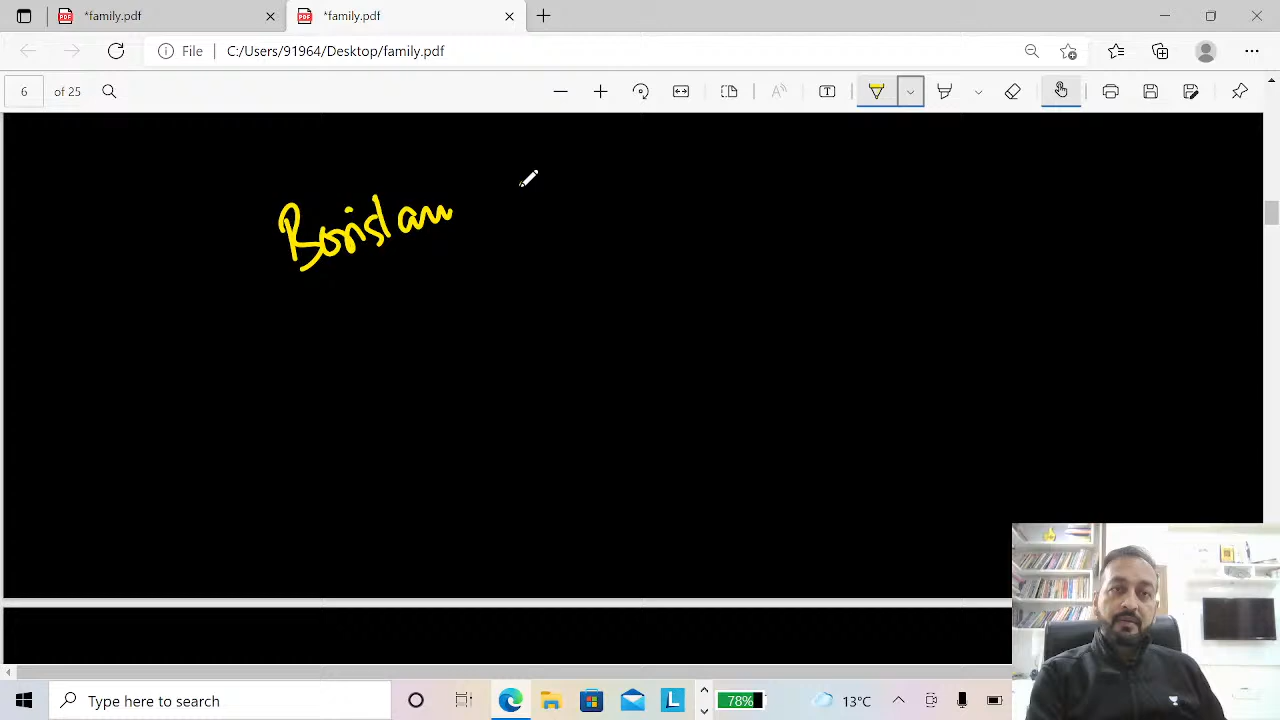 *family.pdf
*family.pdf
File C:/Users/91964/Desktop/family.pdf
6 of 25
Borislau
Type here to search
L
78%
13°C